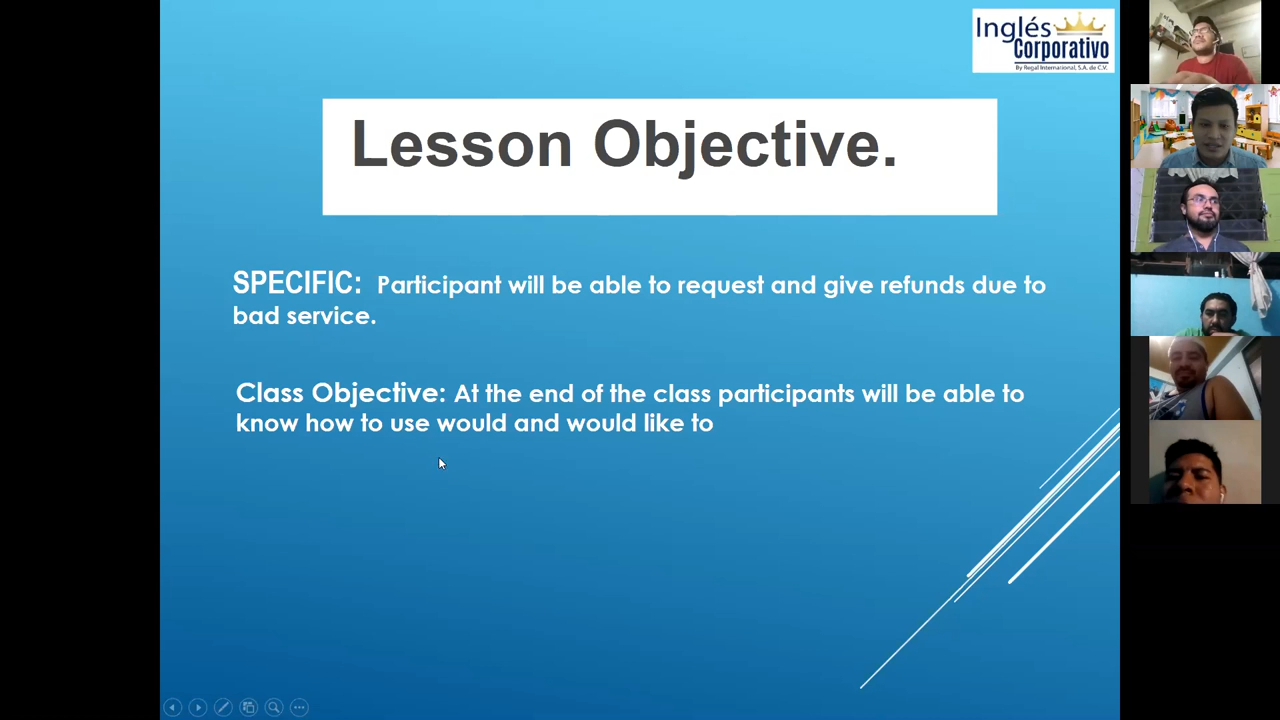 Inglés
Corporativo
By Regal International, S.A. de C.V.
Lesson Objective.
SPECIFIC: Participant will be able to request and give refunds due to
bad service.
Class Objective: At the end of the class participants will be able to
know how to use would and would like to